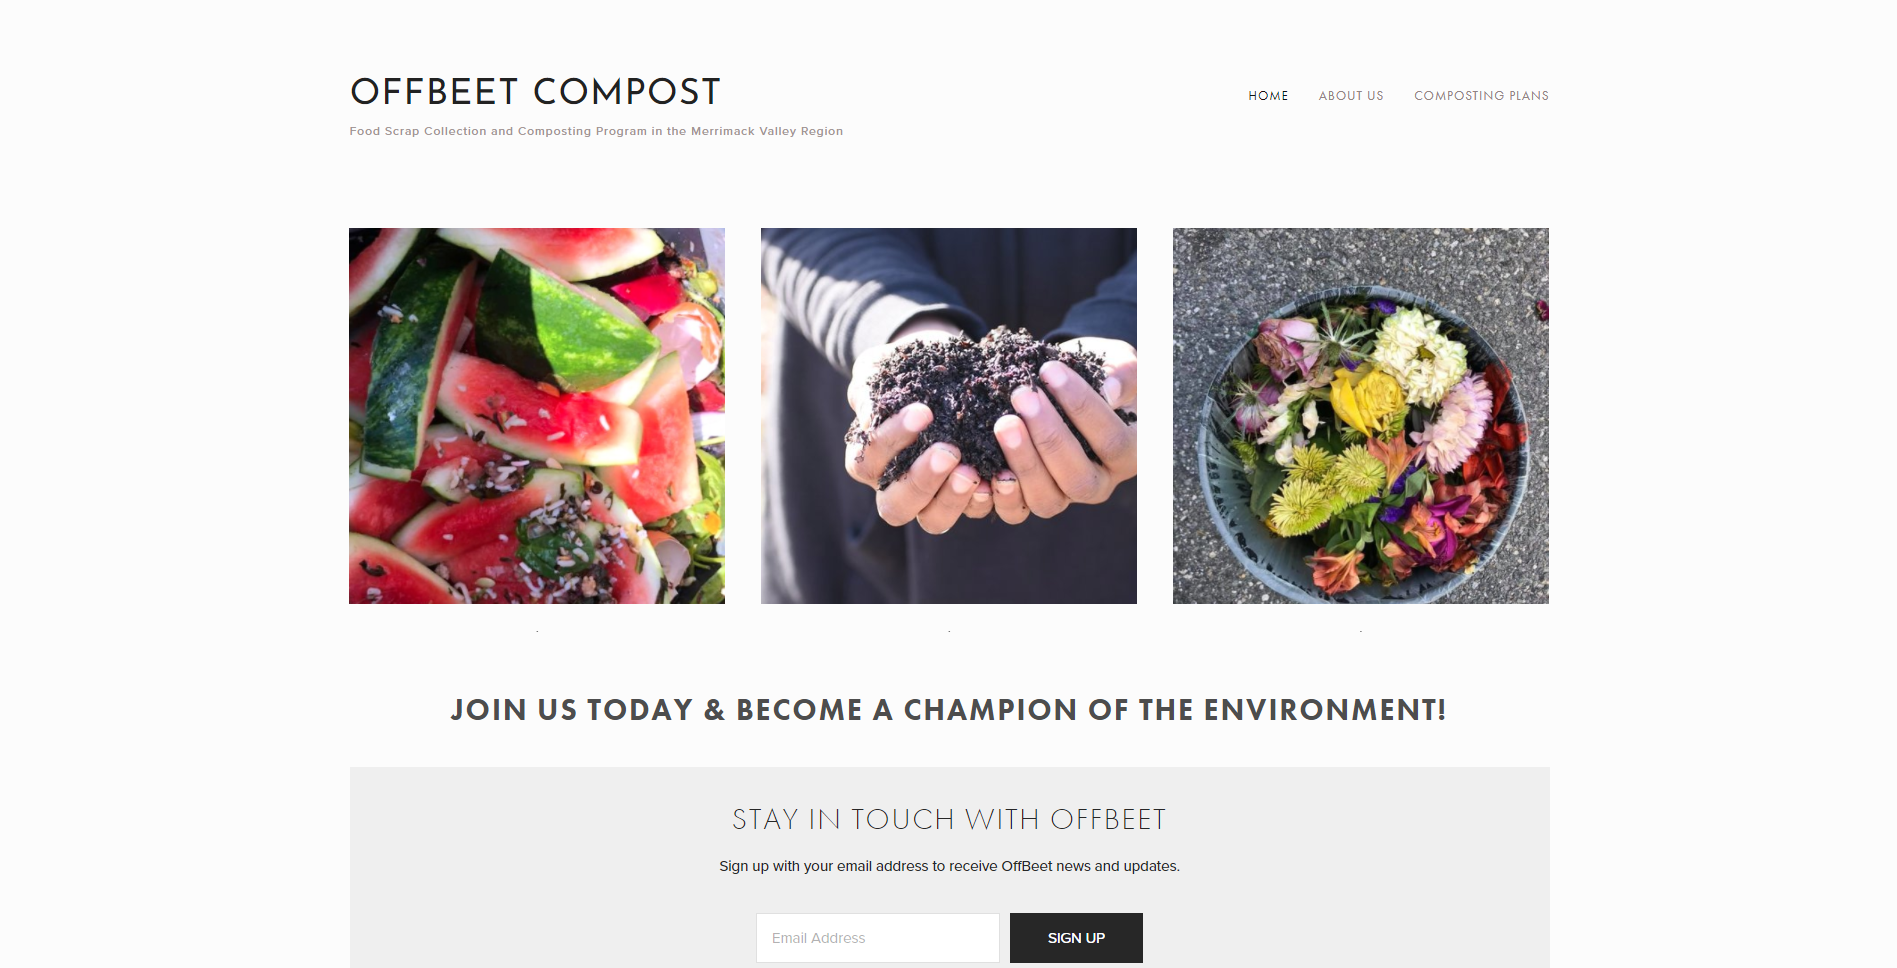 OFFBEET COMPOST
HOME ABOUT US COMPOSTING PLANS
Food Scrap Collection and Composting Program in the Merrimack Valley Region
. . .
JOIN US TODAY & BECOME A CHAMPION OF THE ENVIRONMENT!
STAY IN TOUCH WITH OFFBEET
Sign up with your email address to receive OffBeet news and updates.
Email Address SIGN UP